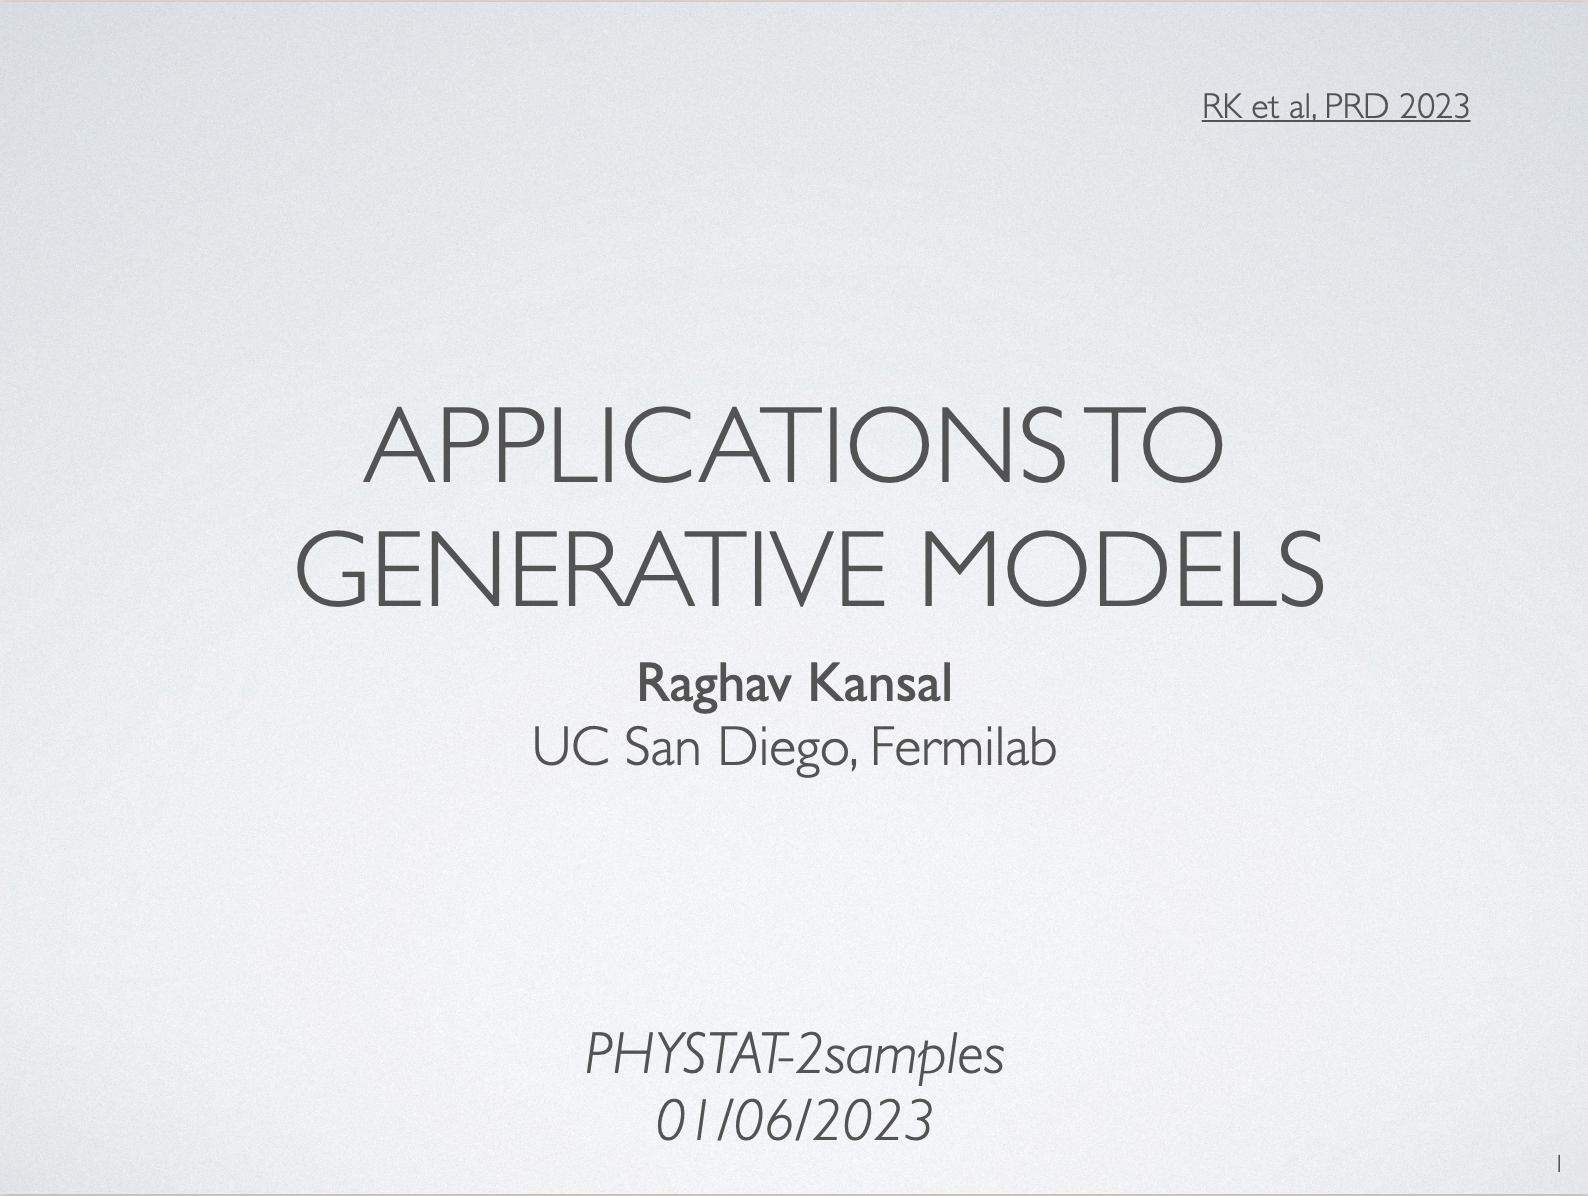 RK et al, PRD 2023
APPLICATIONS TO
GENERATIVE MODELS
Raghav Kansal
UC San Diego, Fermilab
PHYSTAT-2samples
01/06/2023
1